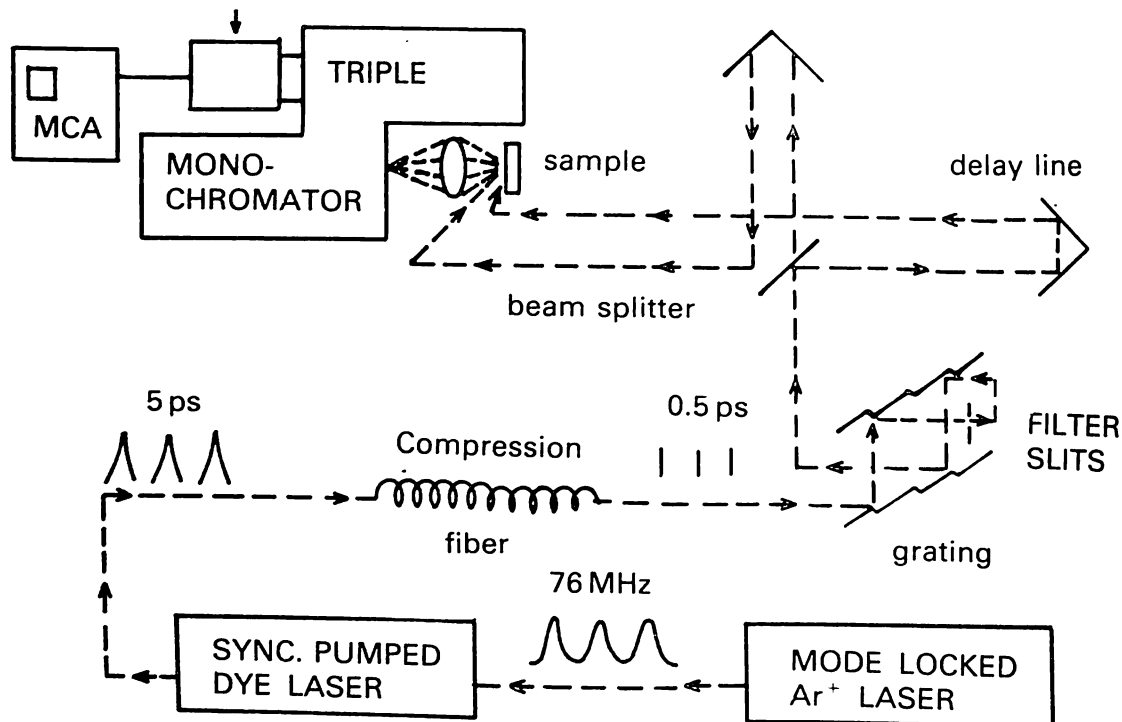 TRIPLE
MCA
MONO-
CHROMATOR
sample
delay line
beam splitter
5 ps
0.5 ps
Compression
fiber
FILTER
SLITS
grating
76 MHz
SYNC. PUMPED
DYE LASER
MODE LOCKED
Ar⁺ LASER